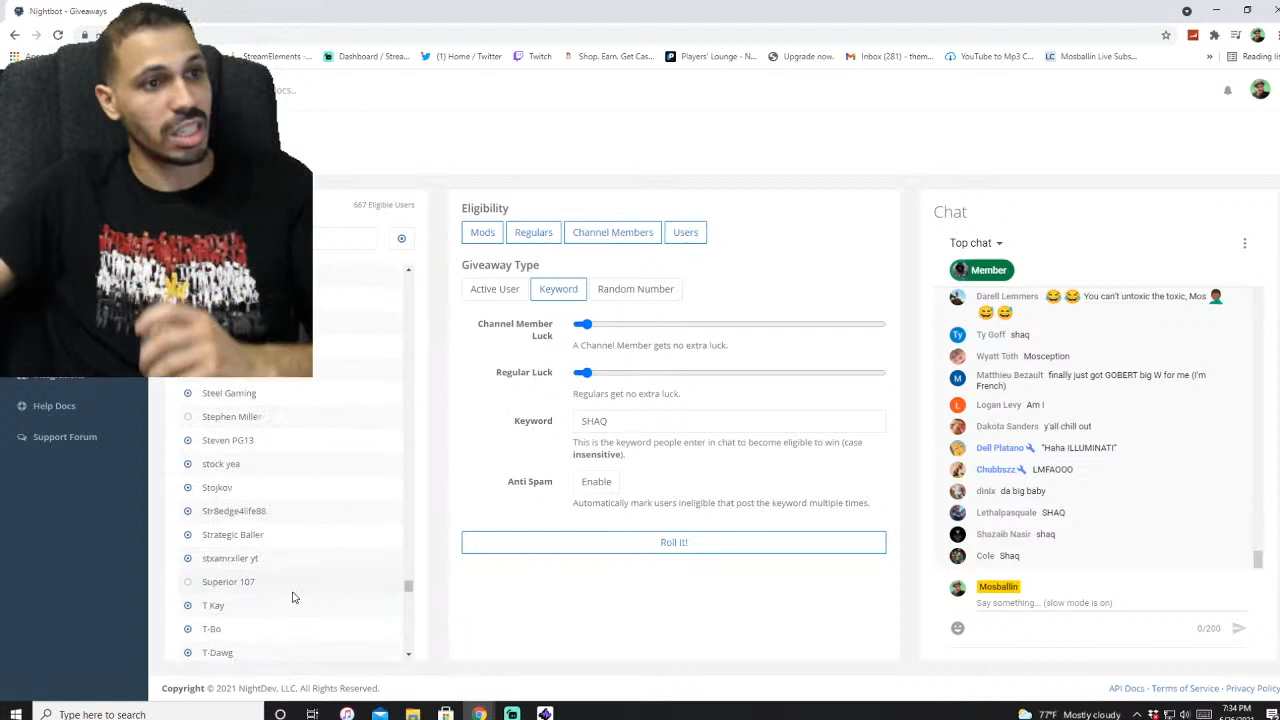 Nightbot - Giveaways
StreamElements -...
Dashboard / Strea...
(1) Home / Twitter
Twitch
Shop. Earn. Get Cas...
Players' Lounge - N...
Upgrade now.
Inbox (281) - them...
YouTube to Mp3 C...
Mosballin Live Subs...
»
Reading list
ocs..
667 Eligible Users
Steel Gaming
Stephen Miller
Steven PG13
stock yea
Stojkov
Str8edge4life88
Strategic Baller
stxamrxller yt
Superior 107
T Kay
T-Bo
T-Dawg
Help Docs
Support Forum
Eligibility
Mods
Regulars
Channel Members
Users
Giveaway Type
Active User
Keyword
Random Number
Channel Member
Luck
A Channel Member gets no extra luck.
Regular Luck
Regulars get no extra luck.
Keyword
SHAQ
This is the keyword people enter in chat to become eligible to win (case
insensitive).
Anti Spam
Enable
Automatically mark users ineligible that post the keyword multiple times.
Roll It!
Chat
Top chat
Member
Darell Lemmers 😂 😂 You can't untoxic the toxic, Mos 🤦🏾‍♂️
😅 😅
Ty Ty Goff shaq
Wyatt Toth Mosception
M Matthieu Bezault finally just got GOBERT big W for me (I'm
French)
L Logan Levy Am I
Dakota Sanders y'all chill out
Dell Platano "Haha ILLUMINATI"
Chubbszz LMFAOOO
dinix da big baby
Lethalpasquale SHAQ
Shazaib Nasir shaq
Cole Shaq
Mosballin
Say something... (slow mode is on)
0/200
Copyright © 2021 NightDev, LLC. All Rights Reserved.
API Docs - Terms of Service - Privacy Policy
Type here to search
77°F Mostly cloudy
7:34 PM